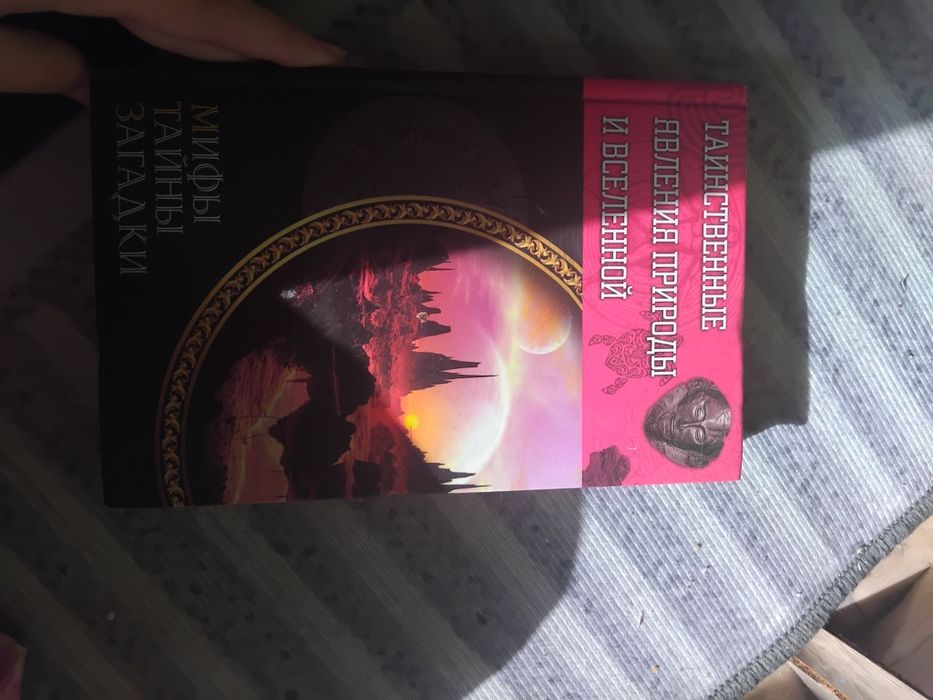 ТАИНСТВЕННЫЕ
ЯВЛЕНИЯ ПРИРОДЫ
И ВСЕЛЕННОЙ
МИФЫ
ТАЙНЫ
ЗАГАДКИ